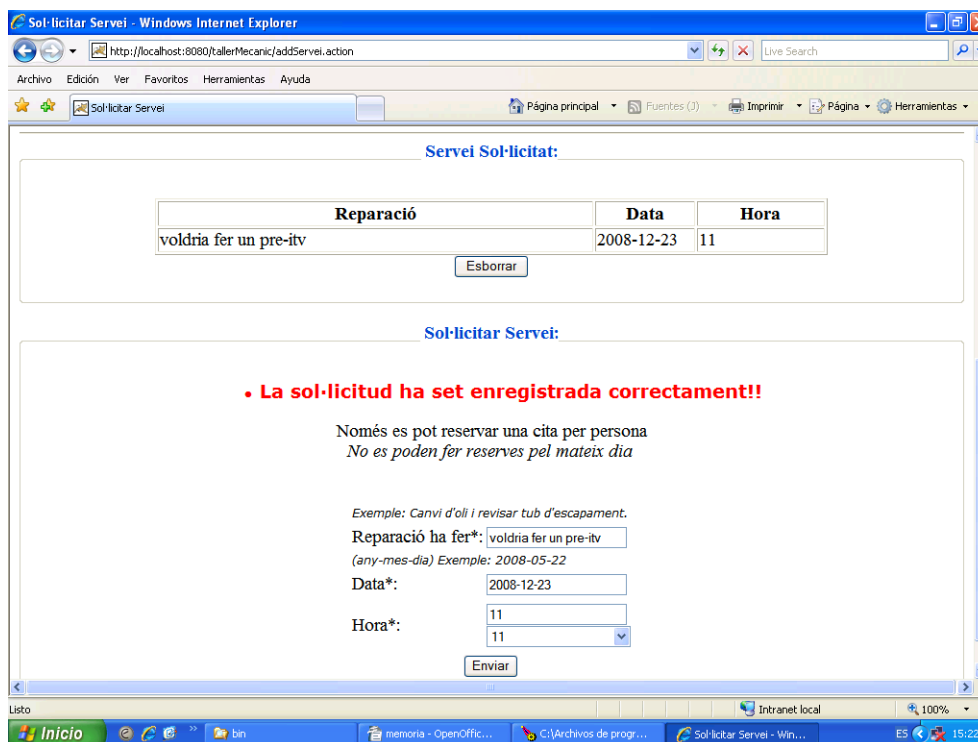 Sol·licitar Servei - Windows Internet Explorer
http://localhost:8080/tallerMecanic/addServei.action
Live Search
Archivo Edición Ver Favoritos Herramientas Ayuda
Sol·licitar Servei
Página principal Fuentes (J) Imprimir Página Herramientas
Servei Sol·licitat:
Reparació Data Hora
voldria fer un pre-itv 2008-12-23 11
Esborrar
Sol·licitar Servei:
• La sol·licitud ha set enregistrada correctament!!
Només es pot reservar una cita per persona
No es poden fer reserves pel mateix dia
Exemple: Canvi d'oli i revisar tub d'escapament.
Reparació ha fer*: voldria fer un pre-itv
(any-mes-dia) Exemple: 2008-05-22
Data*: 2008-12-23
11
Hora*:
11
Enviar
Listo Intranet local 100%
Inicio » bin memoria - OpenOffic... C:\Archivos de progr... Sol·licitar Servei - Win... ES 15:22